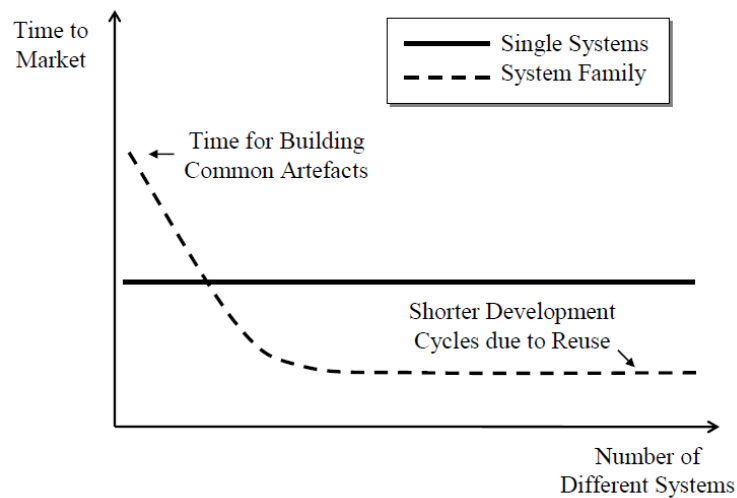 Time to
Market
Single Systems
System Family
Time for Building
Common Artefacts
Shorter Development
Cycles due to Reuse
Number of
Different Systems